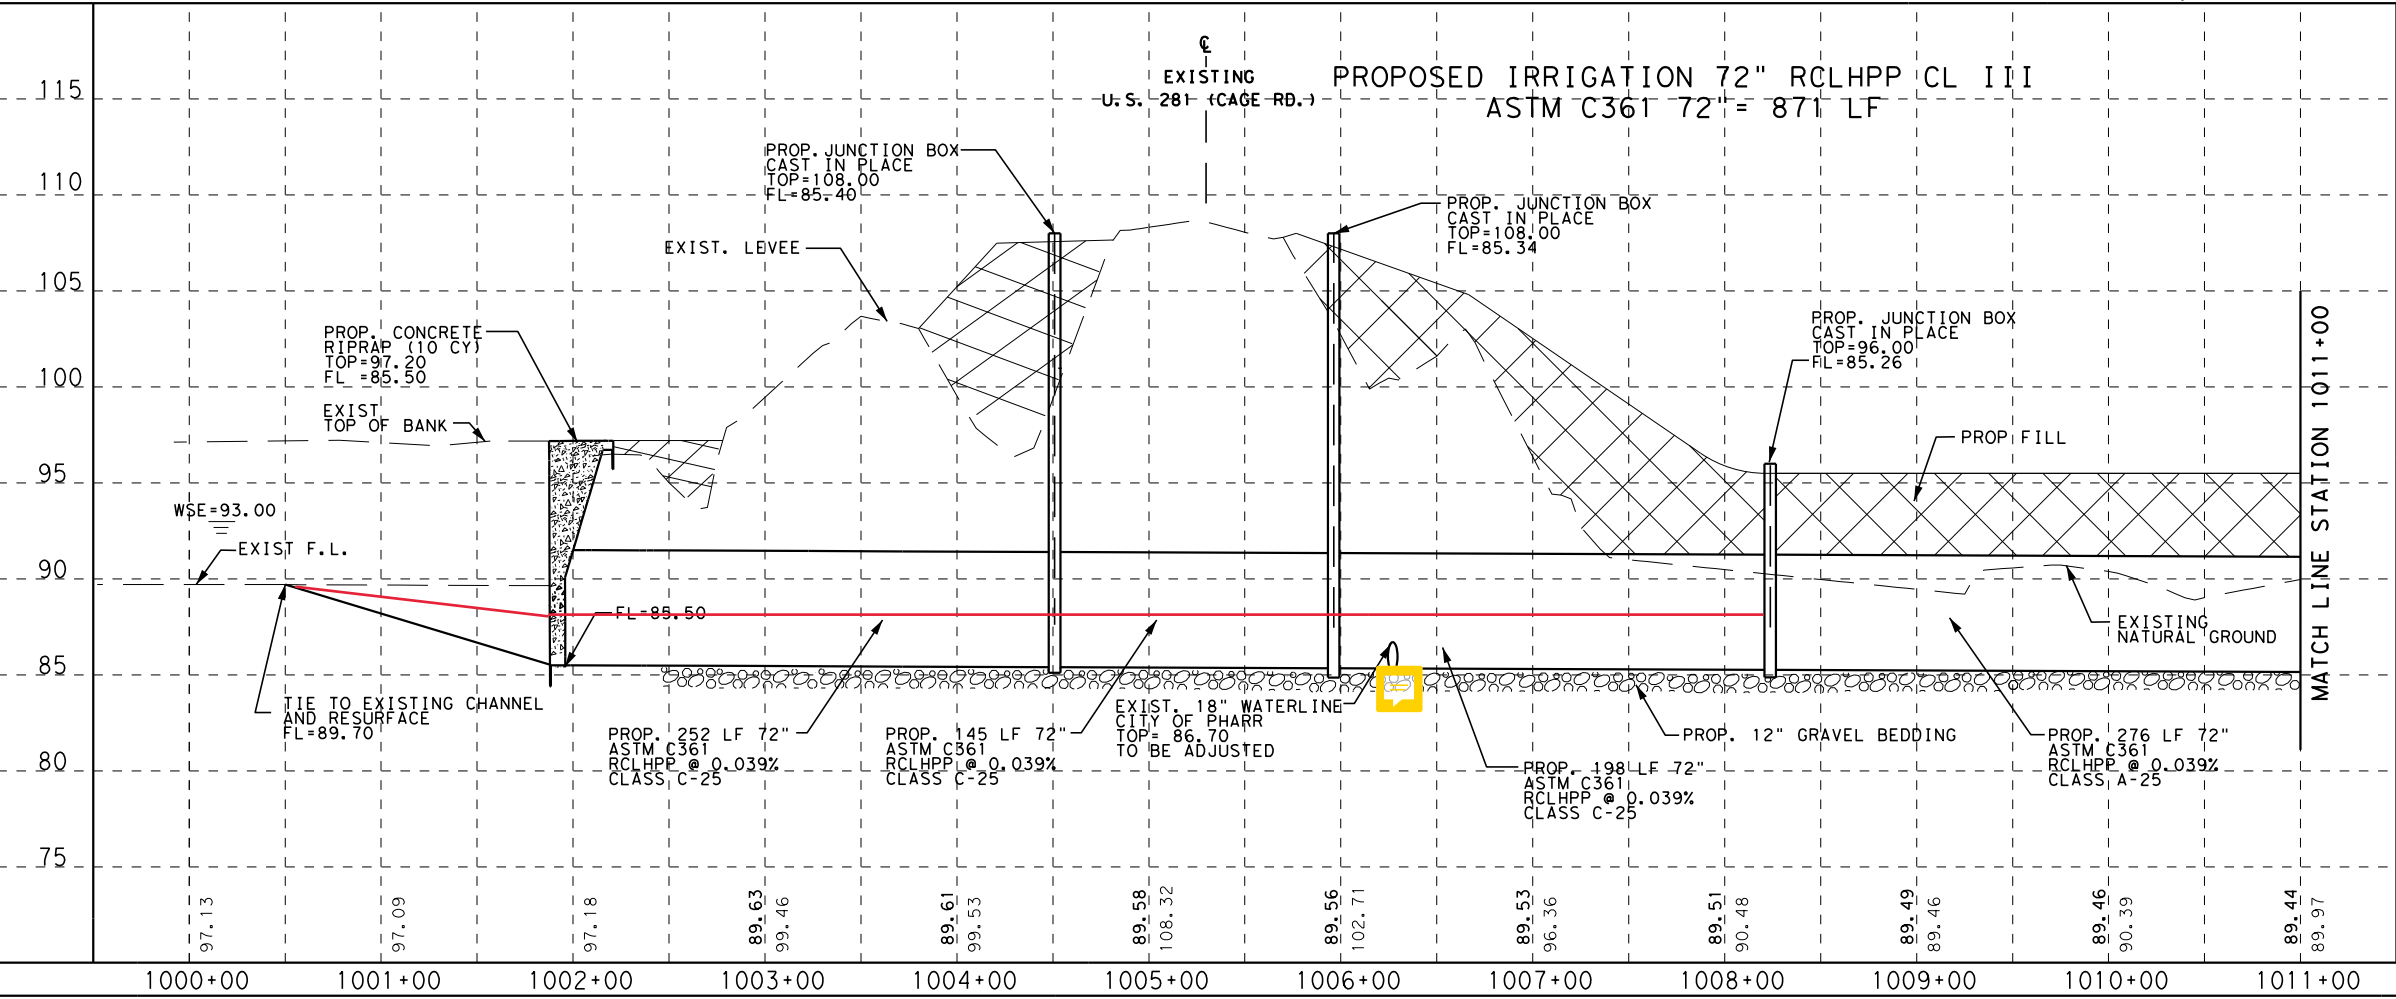 ℄
EXISTING
U.S. 281 (CAGE RD.)
PROPOSED IRRIGATION 72" RCLHPP CL III
ASTM C361 72"= 871 LF
115
110
105
100
95
90
85
80
75
PROP. JUNCTION BOX
CAST IN PLACE
TOP=108.00
FL=85.40
PROP. JUNCTION BOX
CAST IN PLACE
TOP=108.00
FL=85.34
EXIST. LEVEE
PROP. CONCRETE
RIPRAP (10 CY)
TOP=97.20
FL =85.50
PROP. JUNCTION BOX
CAST IN PLACE
TOP=96.00
FL=85.26
EXIST
TOP OF BANK
PROP FILL
WSE=93.00
EXIST F.L.
FL=85.50
EXISTING
NATURAL GROUND
MATCH LINE STATION 1011+00
TIE TO EXISTING CHANNEL
AND RESURFACE
FL=89.70
PROP. 252 LF 72"
ASTM C361
RCLHPP @ 0.039%
CLASS C-25
PROP. 145 LF 72"
ASTM C361
RCLHPP @ 0.039%
CLASS C-25
EXIST. 18" WATERLINE
CITY OF PHARR
TOP= 86.70
TO BE ADJUSTED
PROP. 198 LF 72"
ASTM C361
RCLHPP @ 0.039%
CLASS C-25
PROP. 12" GRAVEL BEDDING
PROP. 276 LF 72"
ASTM C361
RCLHPP @ 0.039%
CLASS A-25
97.13
97.09
97.18
89.63
99.46
89.61
99.53
89.58
108.32
89.56
102.71
89.53
96.36
89.51
90.48
89.49
89.46
89.46
90.39
89.44
89.97
1000+00 1001+00 1002+00 1003+00 1004+00 1005+00 1006+00 1007+00 1008+00 1009+00 1010+00 1011+00